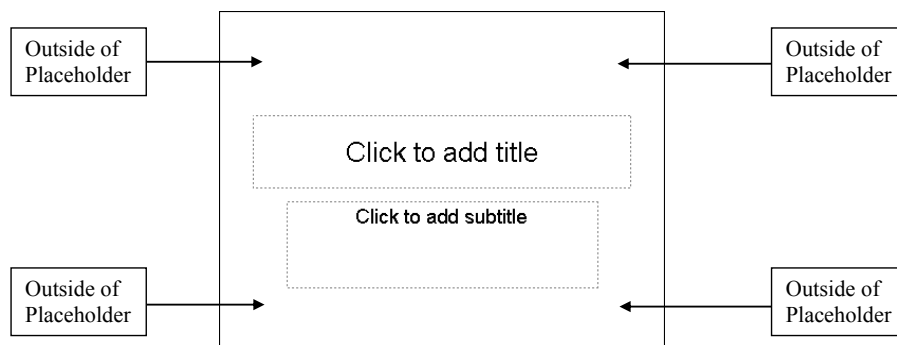 Outside of
Placeholder
Outside of
Placeholder
Click to add title
Click to add subtitle
Outside of
Placeholder
Outside of
Placeholder